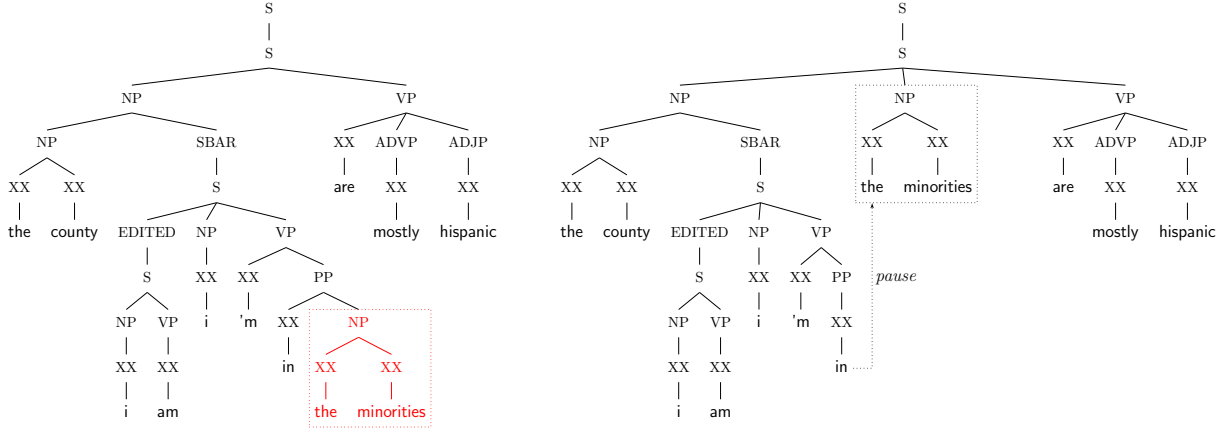 S S
S S
NP VP NP NP VP
NP SBAR XX ADVP ADJP NP SBAR XX XX XX ADVP ADJP
XX XX S are XX XX XX XX S the minorities are XX XX
the county EDITED NP VP mostly hispanic the county EDITED NP VP mostly hispanic
S XX XX PP S XX XX PP pause
NP VP i 'm XX NP NP VP i 'm XX
XX XX in XX XX XX XX in
i am the minorities i am